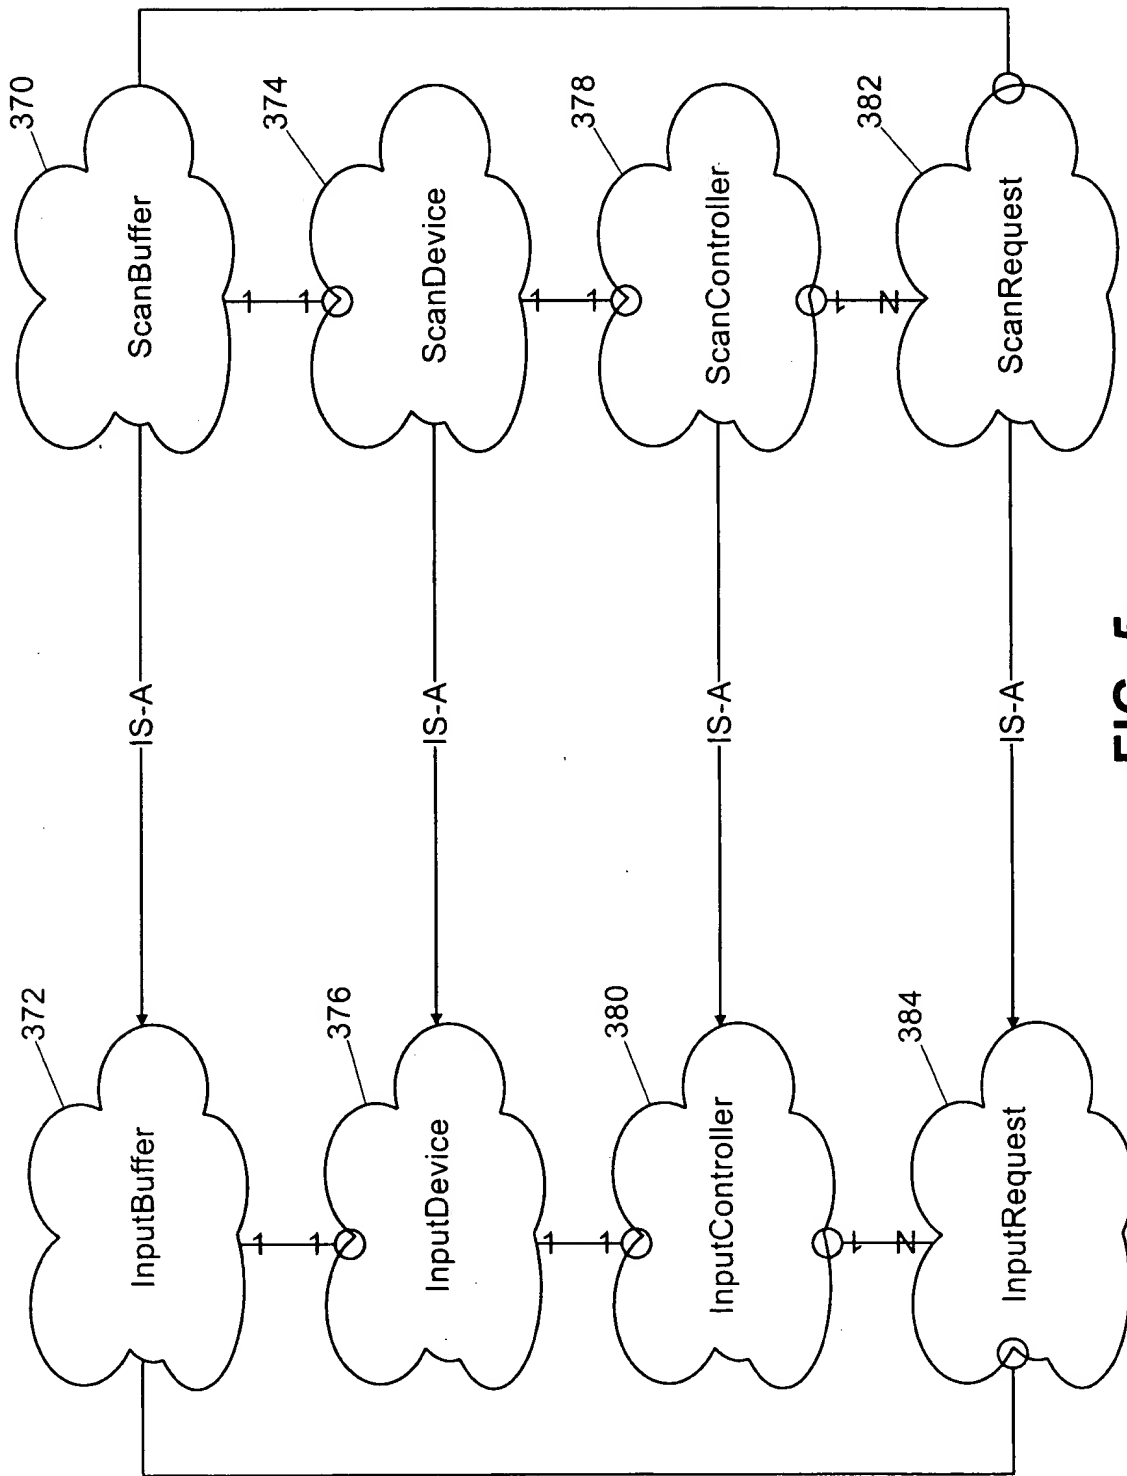 372
370
InputBuffer
IS-A
ScanBuffer
1
1
1
1
376
374
InputDevice
IS-A
ScanDevice
1
1
1
1
380
378
InputController
IS-A
ScanController
1
1
N
N
384
382
InputRequest
IS-A
ScanRequest
FIG. 5